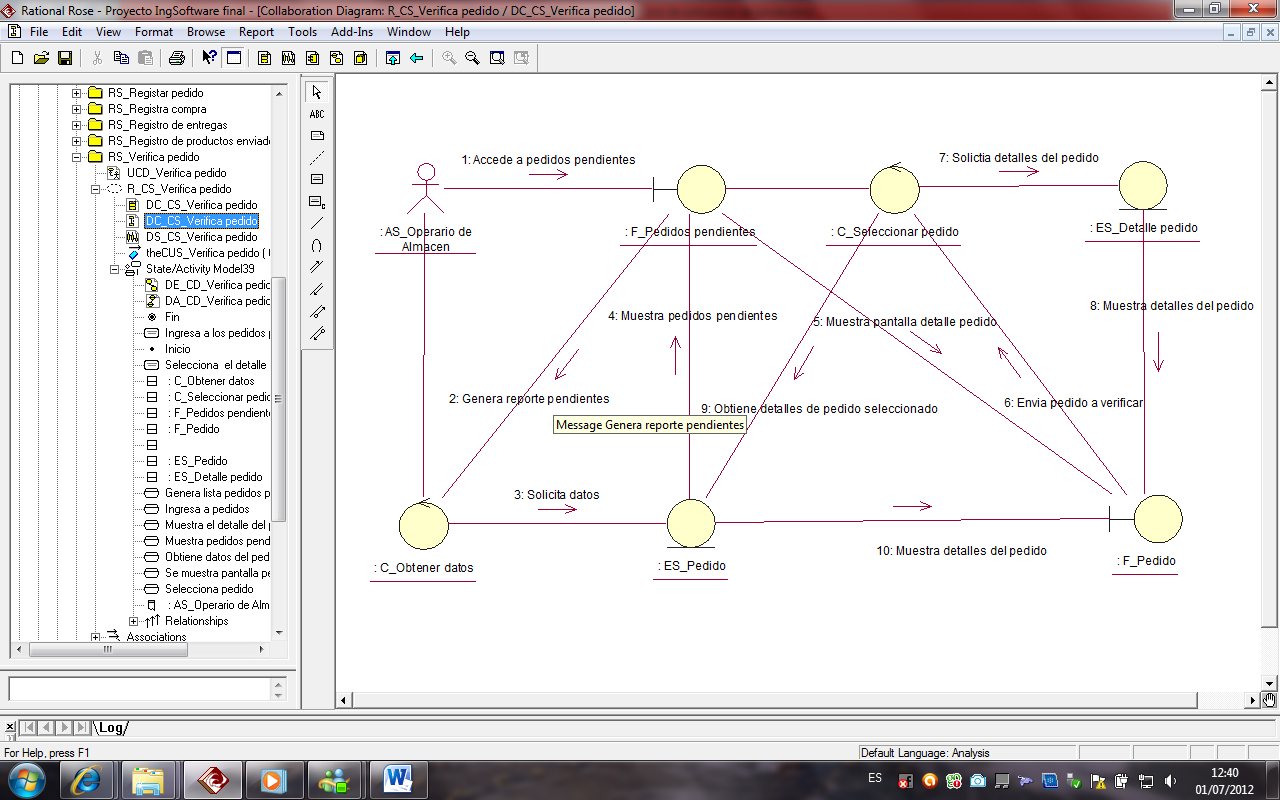 Rational Rose - Proyecto IngSoftware final - [Collaboration Diagram: R_CS_Verifica pedido / DC_CS_Verifica pedido]
File Edit View Format Browse Report Tools Add-Ins Window Help
RS_Registar pedido
RS_Registra compra
RS_Registro de entregas
RS_Registro de productos enviado
RS_Verifica pedido
UCD_Verifica pedido
R_CS_Verifica pedido
DC_CS_Verifica pedido
DC_CS_Verifica pedido
DS_CS_Verifica pedido
theCUS_Verifica pedido (
State/Activity Model39
DE_CD_Verifica pedid
DA_CD_Verifica pedid
Fin
Ingresa a los pedidos p
Inicio
Selecciona el detalle
: C_Obtener datos
: C_Seleccionar pedid
: F_Pedidos pendient
: F_Pedido
: ES_Pedido
: ES_Detalle pedido
Genera lista pedidos p
Ingresa a pedidos
Muestra el detalle del
Muestra pedidos pend
Obtiene datos del ped
Se muestra pantalla pe
Selecciona pedido
: AS_Operario de Alm
Relationships
Associations
ABC
1: Accede a pedidos pendientes
7: Solictia detalles del pedido
: AS_Operario de
Almacen
: F_Pedidos pendientes
: C_Seleccionar pedido
: ES_Detalle pedido
8: Muestra detalles del pedido
4: Muestra pedidos pendientes
5: Muestra pantalla detalle pedido
2: Genera reporte pendientes
9: Obtiene detalles de pedido seleccionado
6: Envia pedido a verificar
Message Genera reporte pendientes
3: Solicita datos
10: Muestra detalles del pedido
: C_Obtener datos
: ES_Pedido
: F_Pedido
Log
For Help, press F1
Default Language: Analysis
ES
12:40
01/07/2012